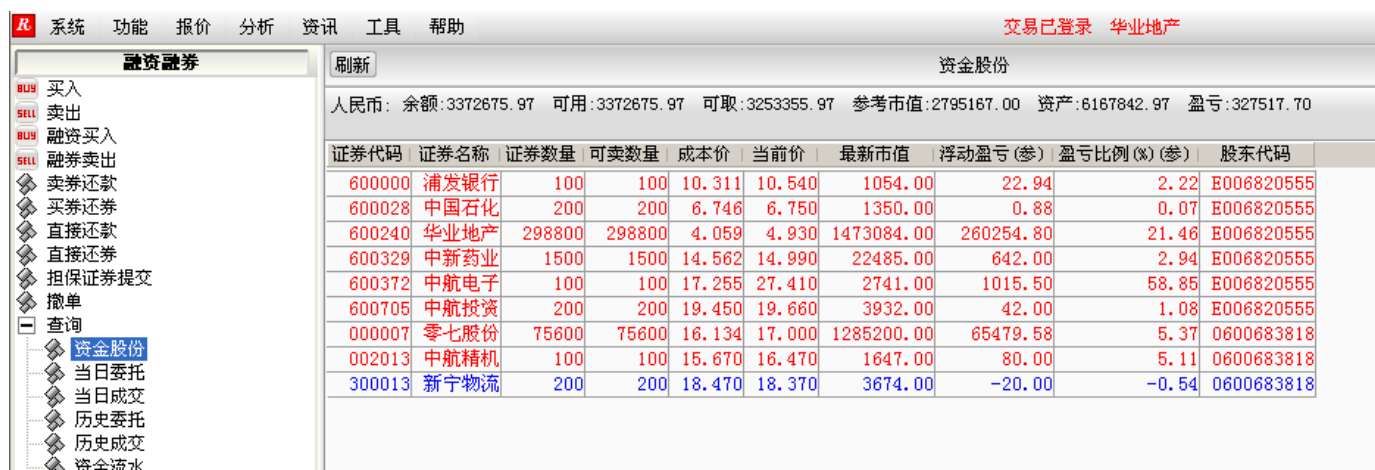 R 系统 功能 报价 分析 资讯 工具 帮助 交易已登录 华业地产
融资融券
BUY 买入
SELL 卖出
BUY 融资买入
SELL 融券卖出
卖券还款
买券还券
直接还款
直接还券
担保证券提交
撤单
查询
资金股份
当日委托
当日成交
历史委托
历史成交
资金流水
刷新 资金股份
人民币: 余额:3372675.97 可用:3372675.97 可取:3253355.97 参考市值:2795167.00 资产:6167842.97 盈亏:327517.70
证券代码 证券名称 证券数量 可卖数量 成本价 当前价 最新市值 浮动盈亏(参) 盈亏比例(%)(参) 股东代码
600000 浦发银行 100 100 10.311 10.540 1054.00 22.94 2.22 E006820555
600028 中国石化 200 200 6.746 6.750 1350.00 0.88 0.07 E006820555
600240 华业地产 298800 298800 4.059 4.930 1473084.00 260254.80 21.46 E006820555
600329 中新药业 1500 1500 14.562 14.990 22485.00 642.00 2.94 E006820555
600372 中航电子 100 100 17.255 27.410 2741.00 1015.50 58.85 E006820555
600705 中航投资 200 200 19.450 19.660 3932.00 42.00 1.08 E006820555
000007 零七股份 75600 75600 16.134 17.000 1285200.00 65479.58 5.37 0600683818
002013 中航精机 100 100 15.670 16.470 1647.00 80.00 5.11 0600683818
300013 新宁物流 200 200 18.470 18.370 3674.00 -20.00 -0.54 0600683818